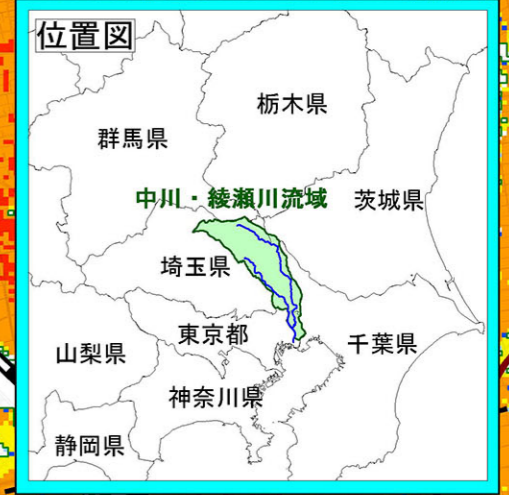 位置図
栃木県
群馬県
中川・綾瀬川流域
茨城県
埼玉県
東京都
千葉県
山梨県
神奈川県
静岡県